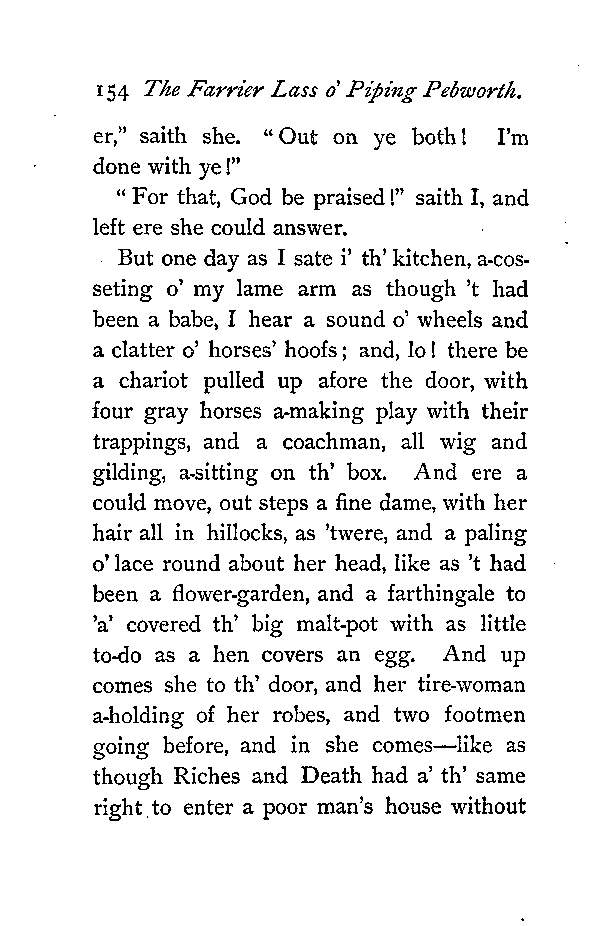 154 The Farrier Lass o' Piping Pebworth.
er," saith she. "Out on ye both! I'm
done with ye!"
"For that, God be praised!" saith I, and
left ere she could answer.
But one day as I sate i' th' kitchen, a-cos-
seting o' my lame arm as though 't had
been a babe, I hear a sound o' wheels and
a clatter o' horses' hoofs; and, lo! there be
a chariot pulled up afore the door, with
four gray horses a-making play with their
trappings, and a coachman, all wig and
gilding, a-sitting on th' box. And ere a
could move, out steps a fine dame, with her
hair all in hillocks, as 'twere, and a paling
o' lace round about her head, like as 't had
been a flower-garden, and a farthingale to
'a' covered th' big malt-pot with as little
to-do as a hen covers an egg. And up
comes she to th' door, and her tire-woman
a-holding of her robes, and two footmen
going before, and in she comes—like as
though Riches and Death had a' th' same
right to enter a poor man's house without